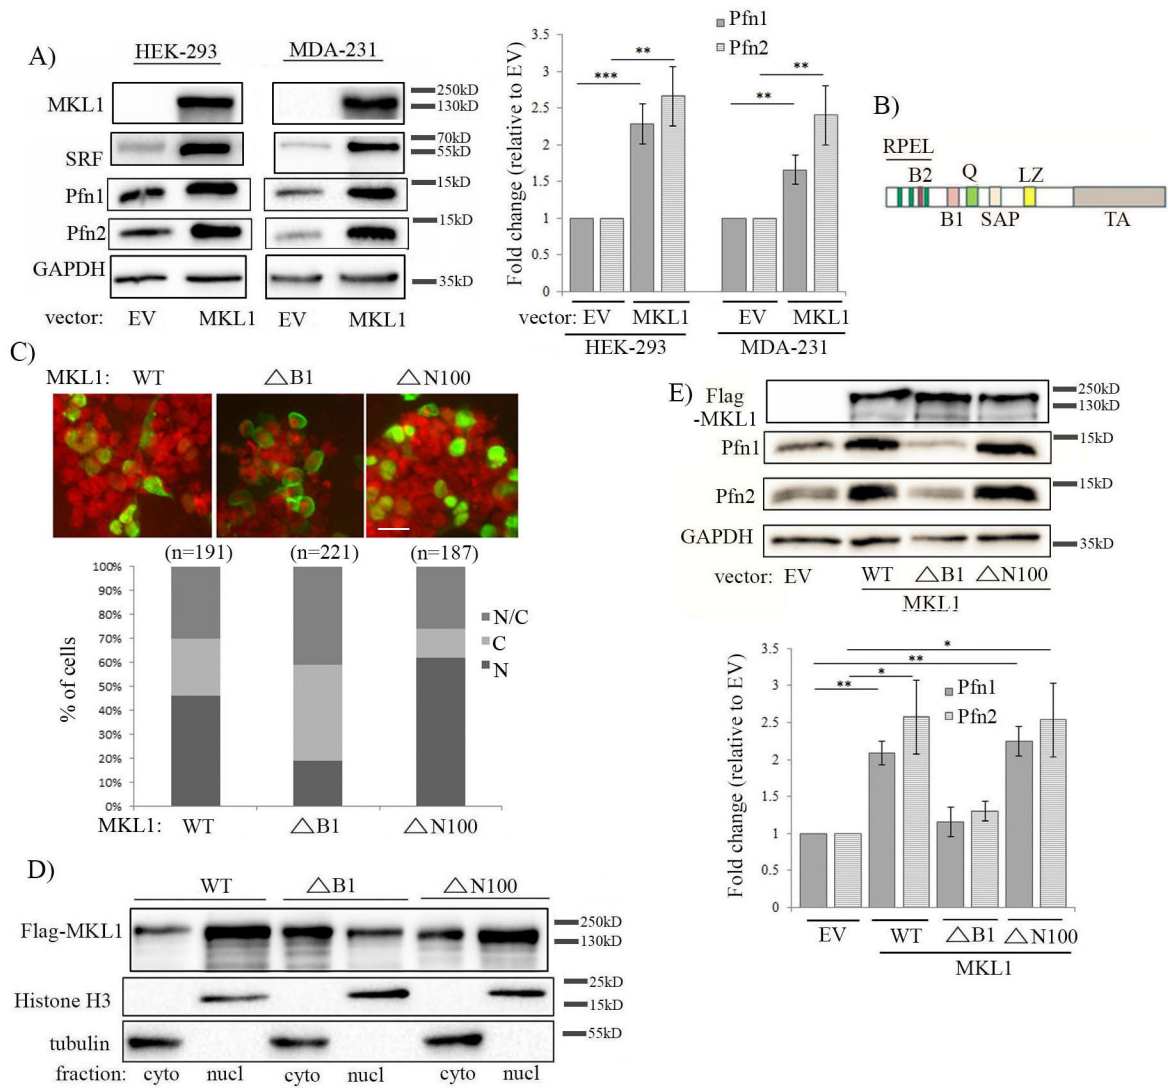 A)
HEK-293
MDA-231
MKL1
SRF
Pfn1
Pfn2
GAPDH
250kD
130kD
70kD
55kD
15kD
15kD
35kD
vector: EV MKL1 EV MKL1
Pfn1
Pfn2
Fold change (relative to EV)
3.5
3
2.5
2
1.5
1
0.5
0
***
**
**
**
vector: EV MKL1 EV MKL1
HEK-293 MDA-231
B)
RPEL
B2 Q LZ
B1 SAP TA
C)
MKL1: WT △B1 △N100
(n=191) (n=221) (n=187)
% of cells
100%
90%
80%
70%
60%
50%
40%
30%
20%
10%
0%
N/C
C
N
MKL1: WT △B1 △N100
D)
WT △B1 △N100
Flag-MKL1
Histone H3
tubulin
250kD
130kD
25kD
15kD
55kD
fraction: cyto nucl cyto nucl cyto nucl
E)
Flag
-MKL1
Pfn1
Pfn2
GAPDH
250kD
130kD
15kD
15kD
35kD
vector: EV WT △B1 △N100
MKL1
Fold change (relative to EV)
3.5
3
2.5
2
1.5
1
0.5
0
*
**
*
**
Pfn1
Pfn2
EV WT △B1 △N100
MKL1